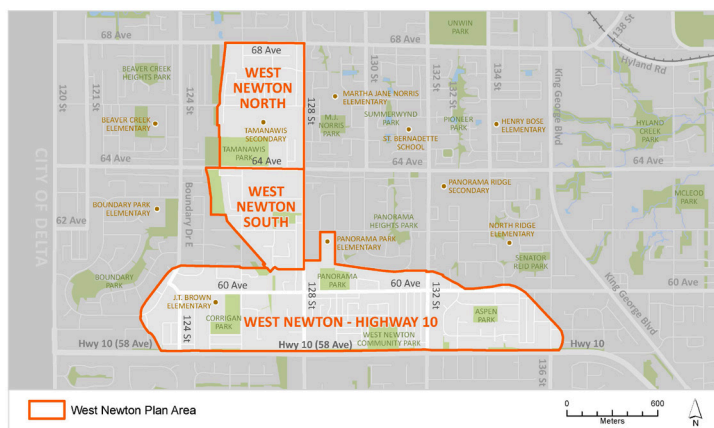 UNWIN
PARK
138 St
68 Ave
68 Ave
68 Ave
Hyland Rd
BEAVER CREEK
HEIGHTS PARK
WEST
NEWTON
NORTH
120 St
121 St
124 St
128 St
130 St
132 St
132 St
134 St
King George Blvd
MARTHA JANE NORRIS
ELEMENTARY
BEAVER CREEK
ELEMENTARY
TAMANAWIS
SECONDARY
M.J.
NORRIS
PARK
SUMMERWYND
PARK
ST. BERNADETTE
SCHOOL
PIONEER
PARK
HENRY BOSE
ELEMENTARY
HYLAND
CREEK
PARK
TAMANAWIS
PARK
64 Ave
64 Ave
64 Ave
CITY OF DELTA
WEST
NEWTON
SOUTH
PANORAMA RIDGE
SECONDARY
MCLEOD
PARK
62 Ave
BOUNDARY PARK
ELEMENTARY
Boundary Dr E
PANORAMA
HEIGHTS PARK
NORTH RIDGE
ELEMENTARY
PANORAMA PARK
ELEMENTARY
SENATOR
REID PARK
BOUNDARY
PARK
PANORAMA
PARK
60 Ave
60 Ave
60 Ave
128 St
132 St
King George Blvd
J.T. BROWN
ELEMENTARY
CORRIGAN
PARK
124 St
WEST NEWTON - HIGHWAY 10
ASPEN
PARK
WEST NEWTON
COMMUNITY PARK
Hwy 10 (58 Ave)
Hwy 10 (58 Ave)
Hwy 10
136 St
West Newton Plan Area
0
600
Meters
N